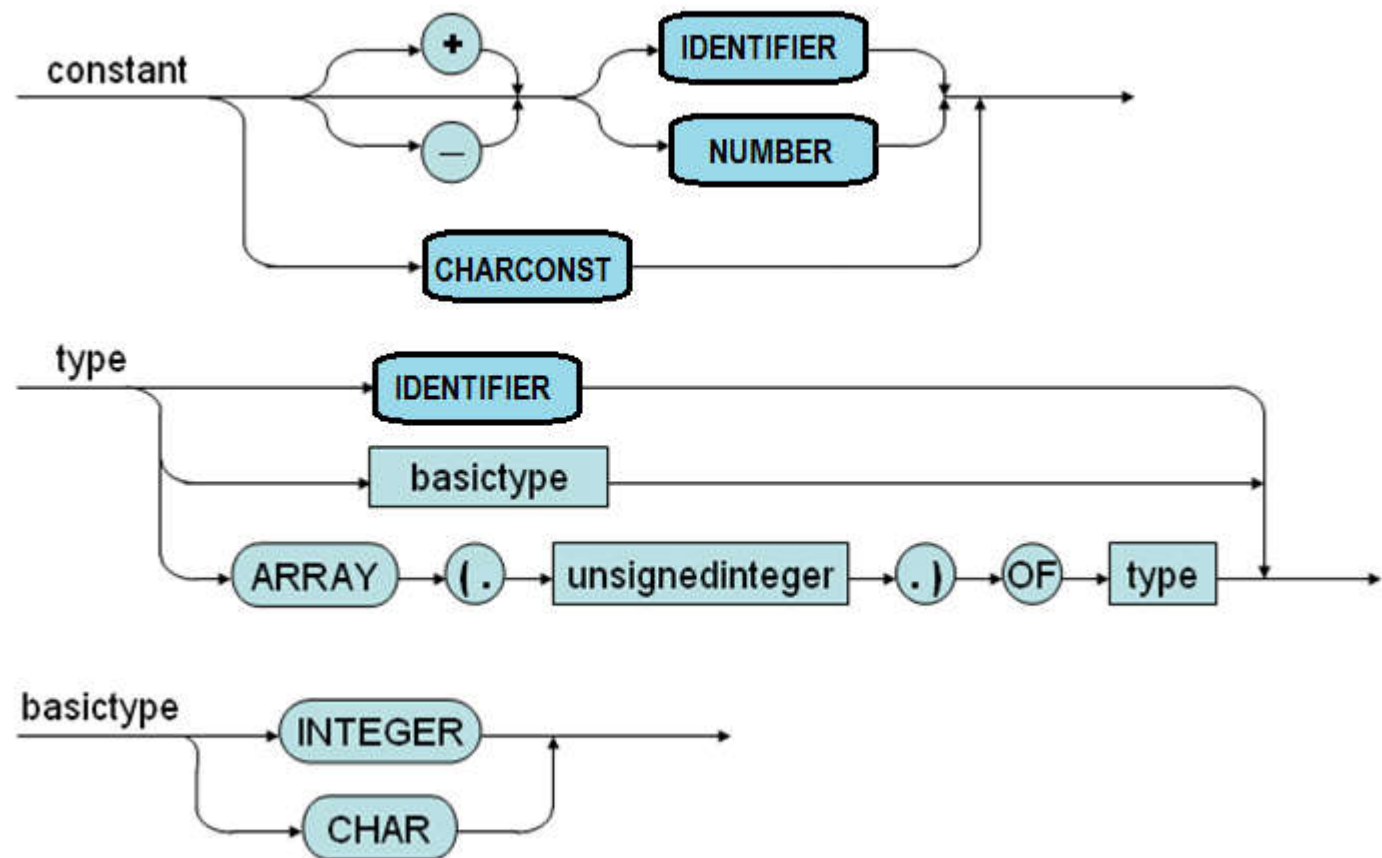 +
IDENTIFIER
constant
–
NUMBER
CHARCONST
type
IDENTIFIER
basictype
ARRAY (. unsignedinteger .) OF type
basictype
INTEGER
CHAR